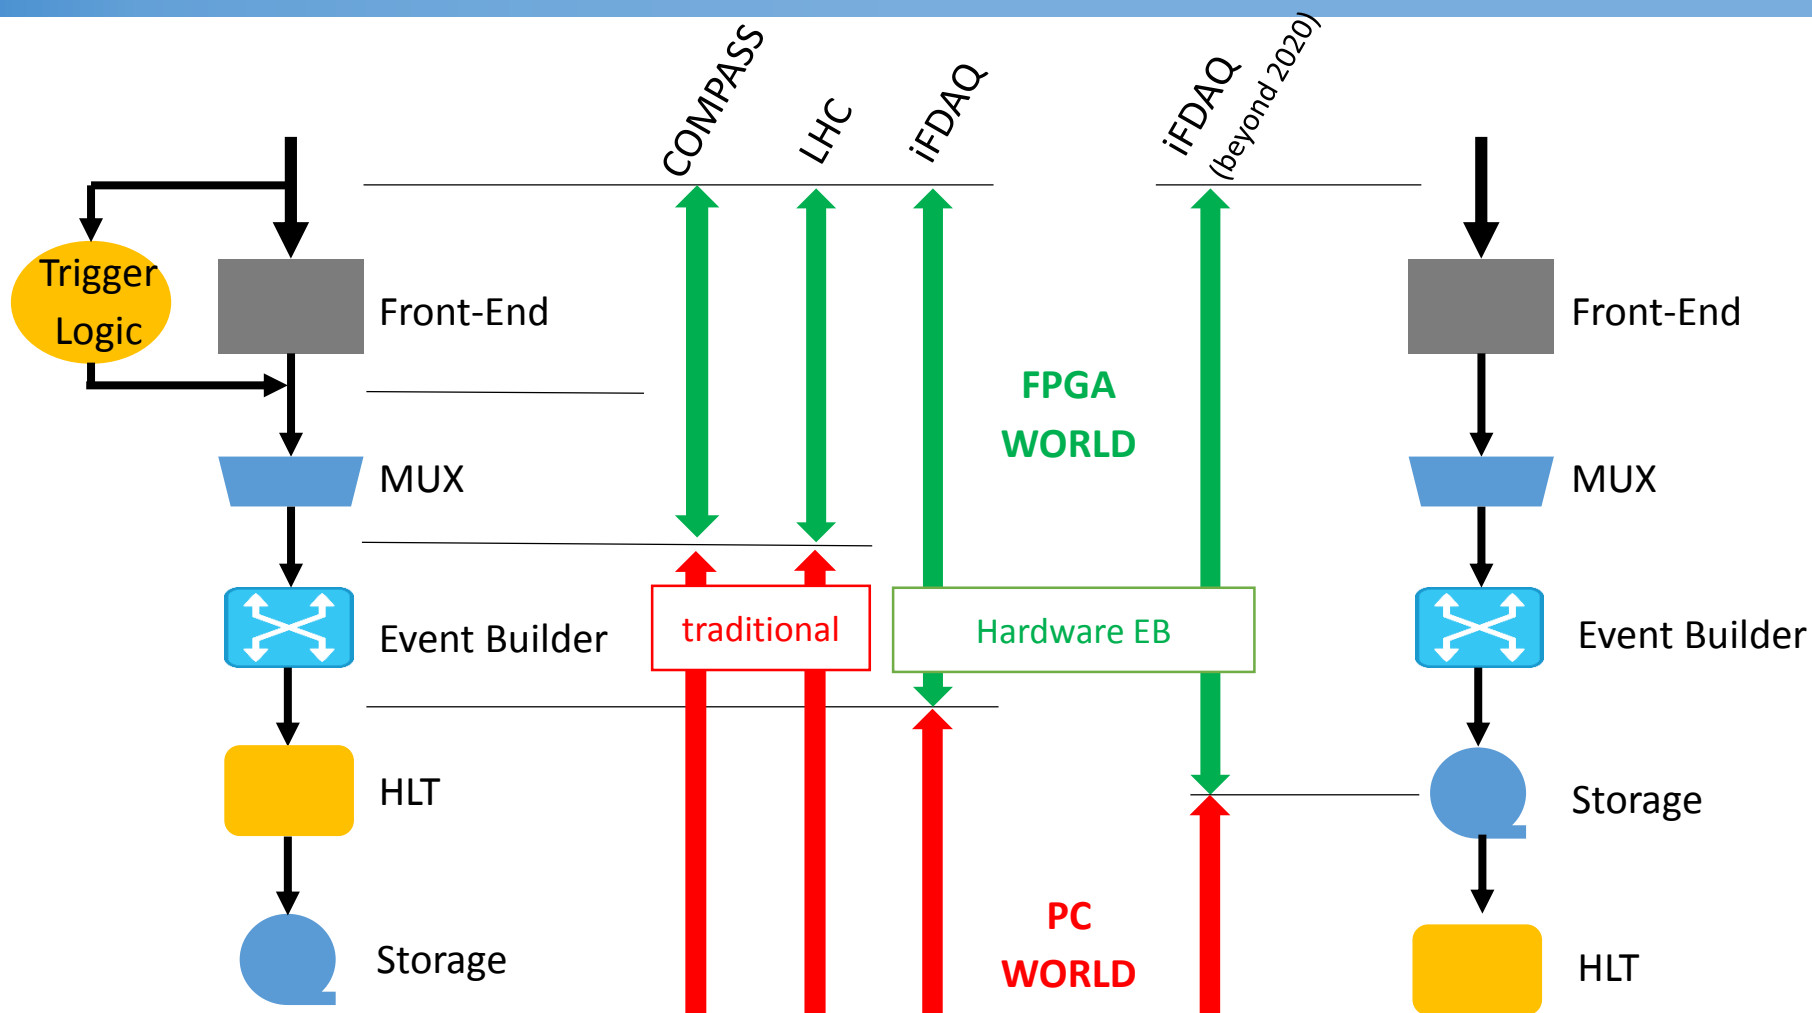 COMPASS
LHC
iFDAQ
iFDAQ
(beyond 2020)
Trigger
Logic
Front-End
MUX
Event Builder
HLT
Storage
FPGA
WORLD
traditional
Hardware EB
PC
WORLD
Front-End
MUX
Event Builder
Storage
HLT